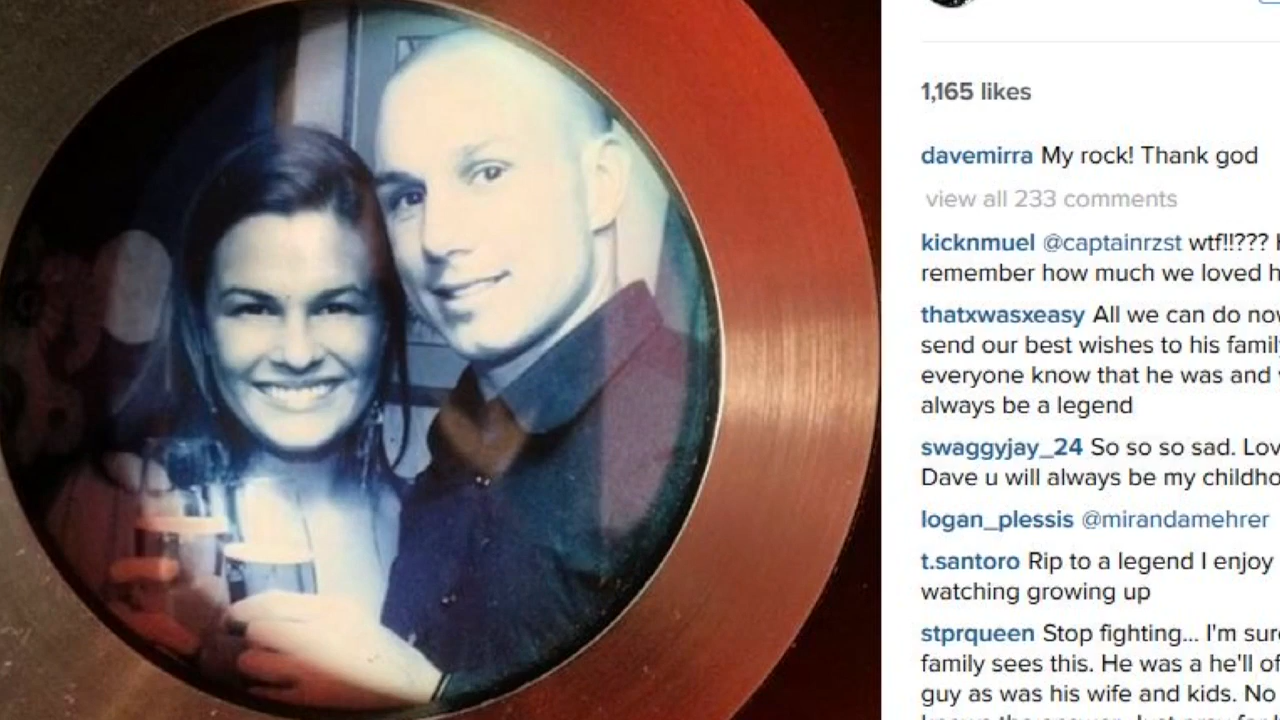 1,165 likes
davemirra My rock! Thank god
view all 233 comments
kicknmuel @captainrzst wtf!!???
remember how much we loved
thatxwasxeasy All we can do
send our best wishes to his
everyone know that he was and
always be a legend
swaggyjay_24 So so so sad.
Dave u will always be my
logan_plessis @mirandamehrer
t.santoro Rip to a legend I enjoy
watching growing up
stprqueen Stop fighting... I'm
family sees this. He was a he'll of
guy as was his wife and kids. No